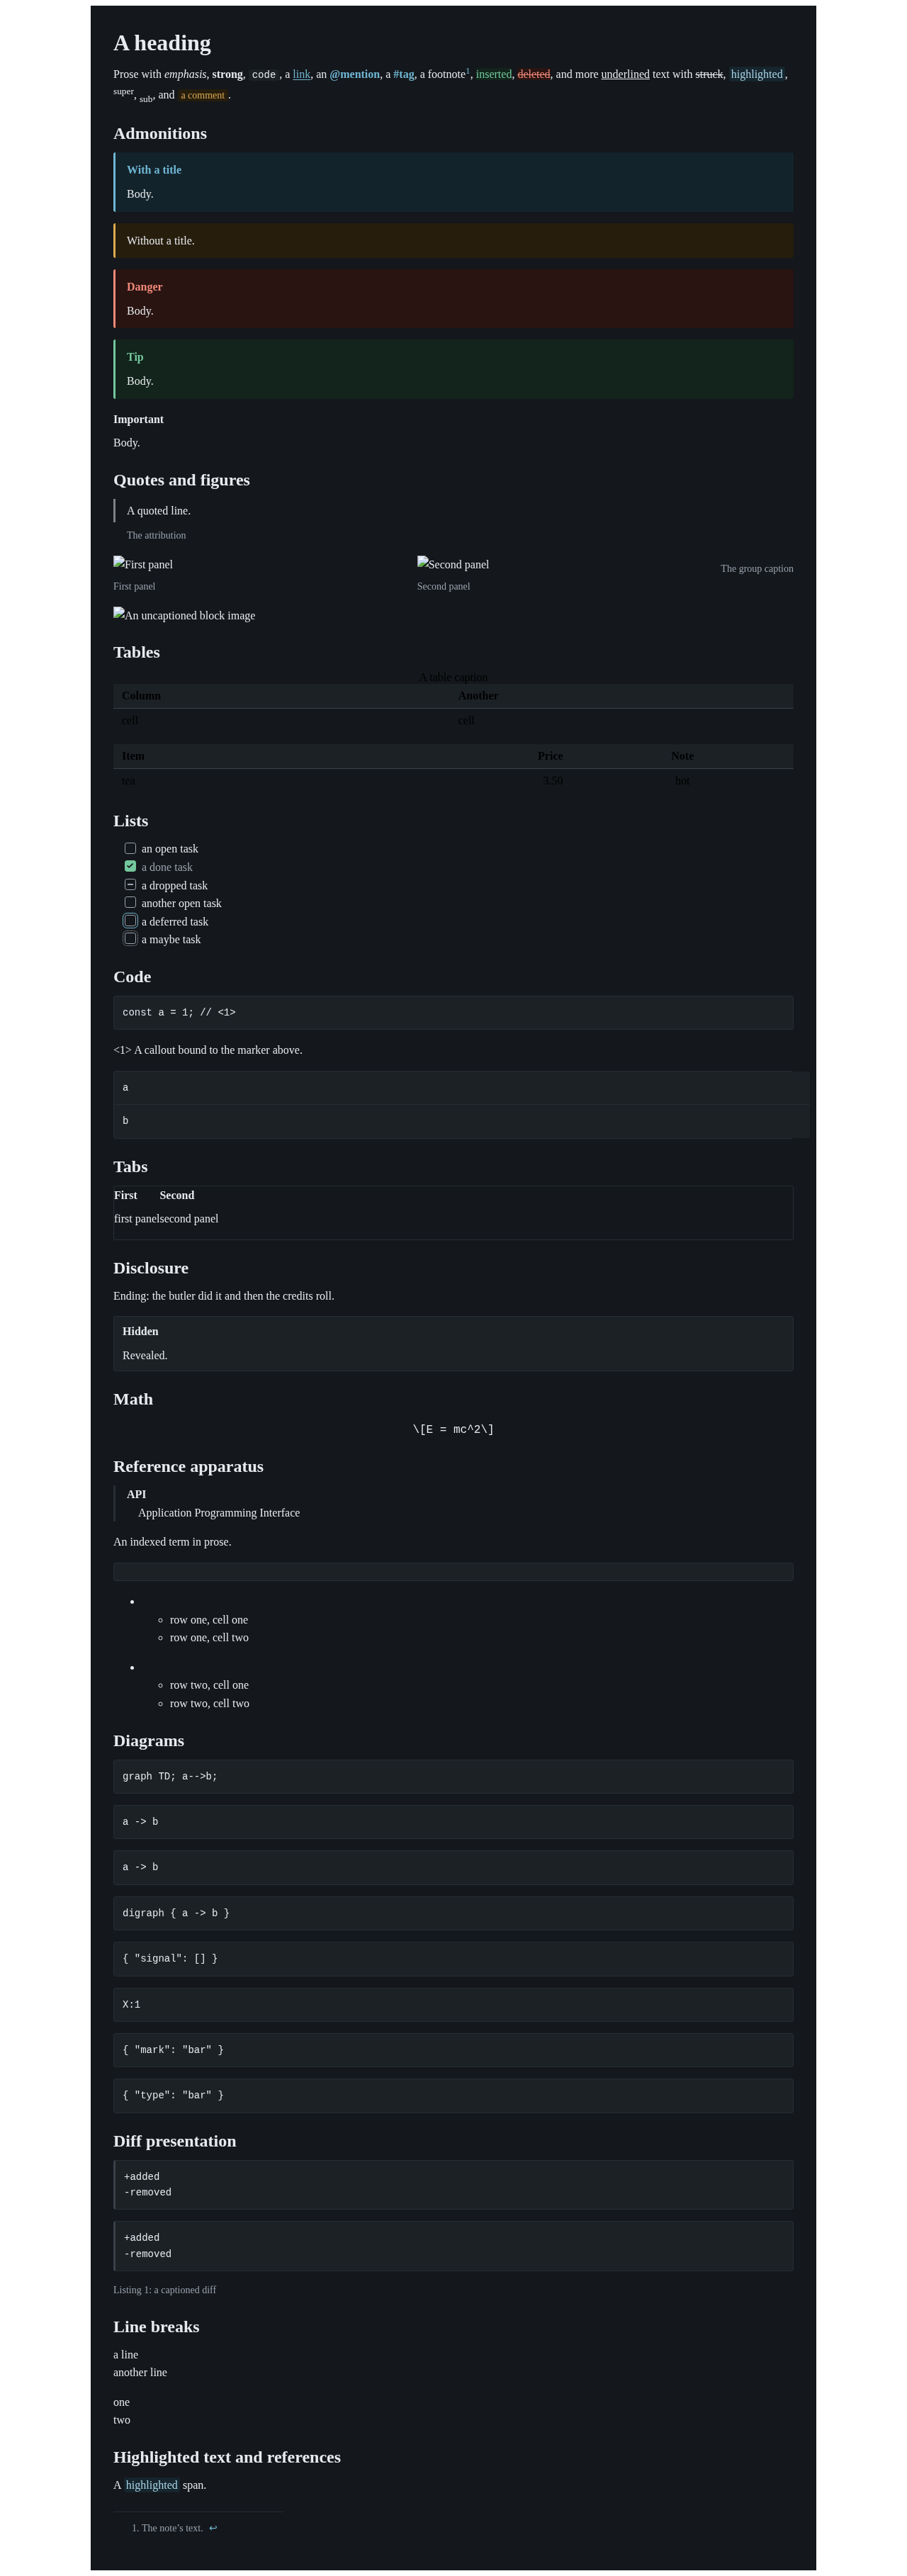 A heading
Prose with emphasis, strong, code, a link, an @mention, a #tag, a footnote1, inserted, deleted, and more underlined text with struck, highlighted,
super, sub, and a comment.
Admonitions
With a title
Body.
Without a title.
Danger
Body.
Tip
Body.
Important
Body.
Quotes and figures
A quoted line.
The attribution
First panel Second panel The group caption
First panel Second panel
An uncaptioned block image
Tables
A table caption
Column Another
cell cell
Item Price Note
tea 3.50 hot
Lists
an open task
a done task
a dropped task
another open task
a deferred task
a maybe task
Code
const a = 1; // <1>
<1> A callout bound to the marker above.
a
b
Tabs
First Second
first panelsecond panel
Disclosure
Ending: the butler did it and then the credits roll.
Hidden
Revealed.
Math
\[E = mc^2\]
Reference apparatus
API
Application Programming Interface
An indexed term in prose.
row one, cell one
row one, cell two
row two, cell one
row two, cell two
Diagrams
graph TD; a-->b;
a -> b
a -> b
digraph { a -> b }
{ "signal": [] }
X:1
{ "mark": "bar" }
{ "type": "bar" }
Diff presentation
+added
-removed
+added
-removed
Listing 1: a captioned diff
Line breaks
a line
another line
one
two
Highlighted text and references
A highlighted span.
1. The note’s text. ↩